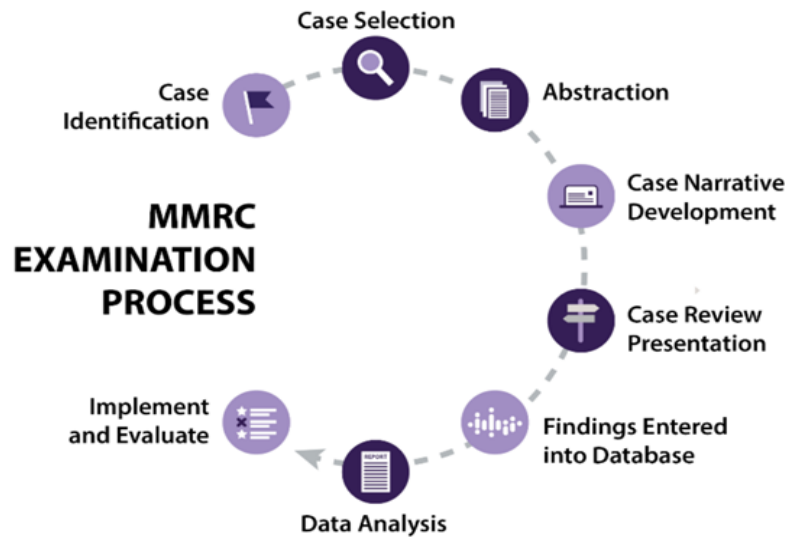 Case Selection
Case
Identification
Abstraction
Case Narrative
Development
MMRC
EXAMINATION
PROCESS
Case Review
Presentation
Findings Entered
into Database
REPORT
Data Analysis
Implement
and Evaluate